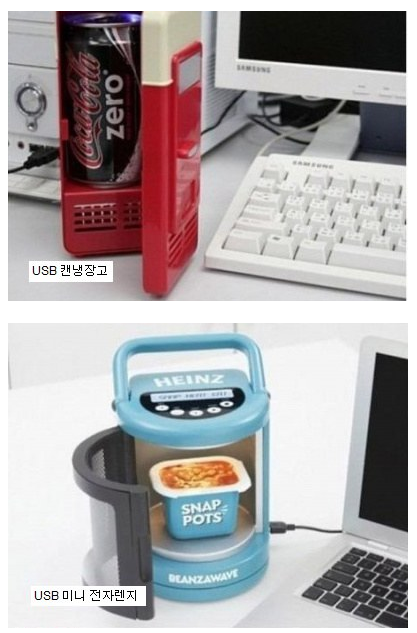 Coca-Cola
zero
SAMSUNG
SAMSUNG
USB 캔냉장고
HEINZ
SNAP
POTS
BEANZAWAVE
USB 미니 전자렌지